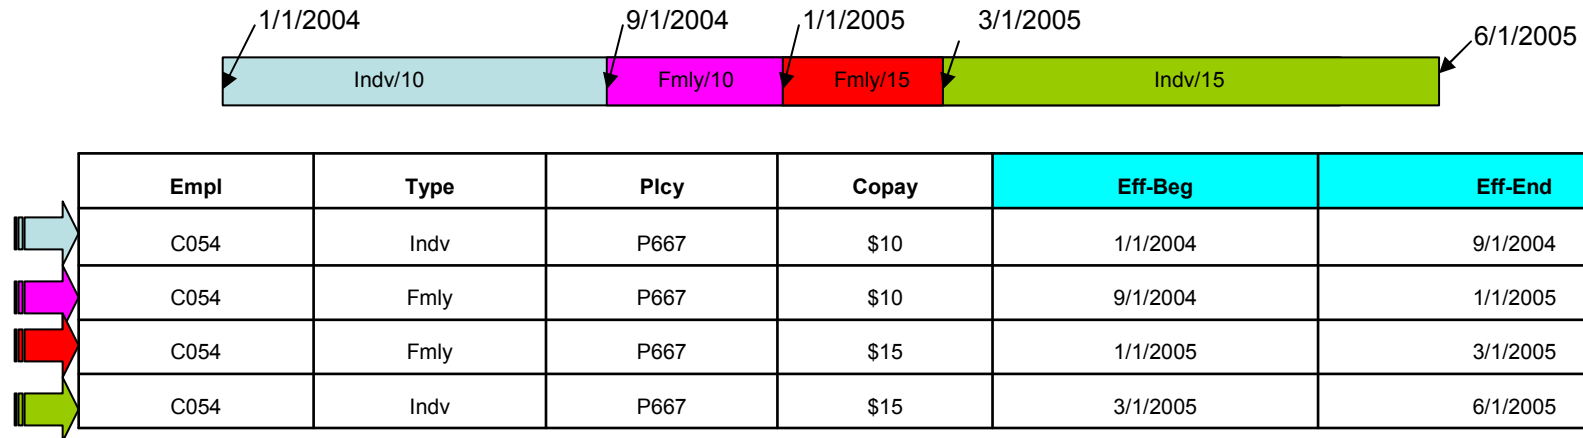 1/1/2004 9/1/2004 1/1/2005 3/1/2005 6/1/2005
Indv/10 Fmly/10 Fmly/15 Indv/15
Empl Type Plcy Copay Eff-Beg Eff-End
C054 Indv P667 $10 1/1/2004 9/1/2004
C054 Fmly P667 $10 9/1/2004 1/1/2005
C054 Fmly P667 $15 1/1/2005 3/1/2005
C054 Indv P667 $15 3/1/2005 6/1/2005